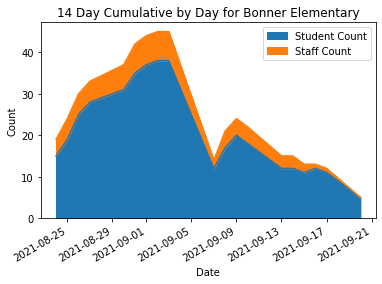 14 Day Cumulative by Day for Bonner Elementary
Student Count
Staff Count
Count
40
30
20
10
0
2021-08-25
2021-08-29
2021-09-01
2021-09-05
2021-09-09
2021-09-13
2021-09-17
2021-09-21
Date